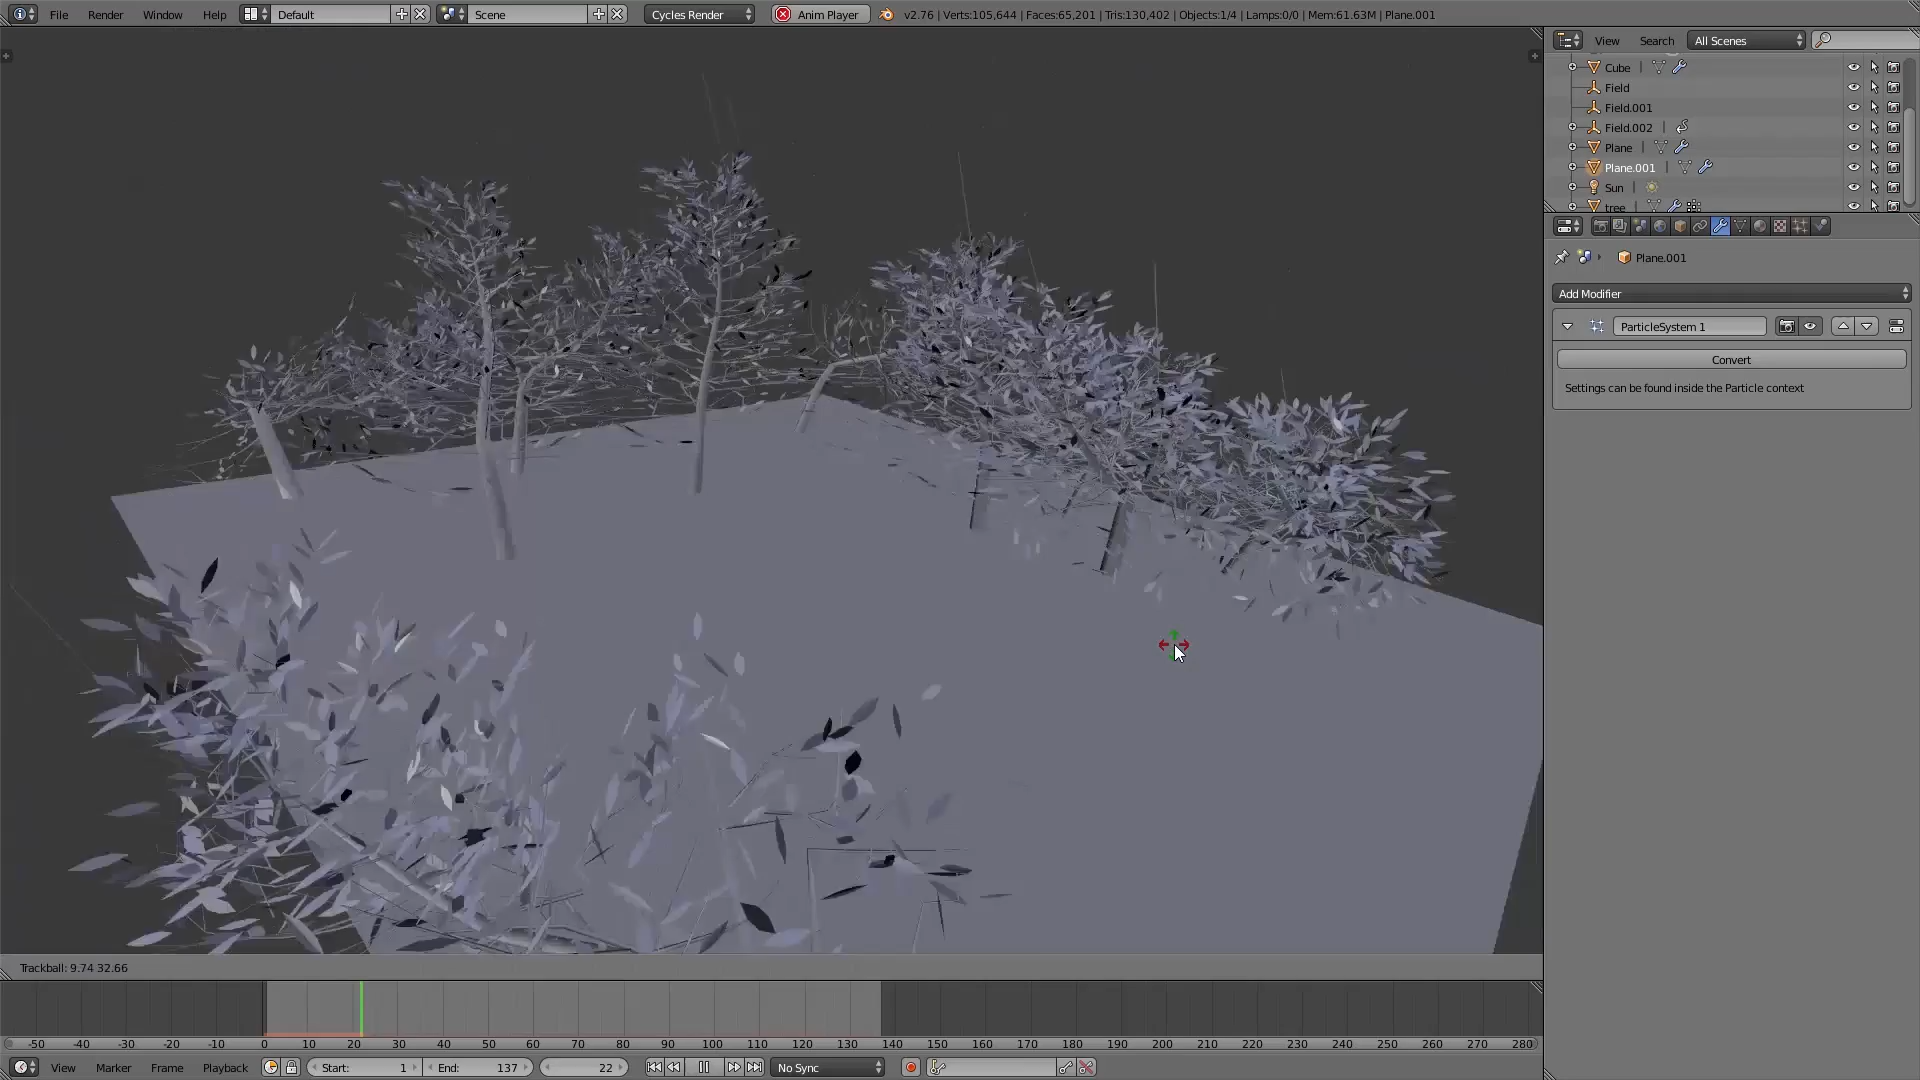 File Render Window Help Default Scene Cycles Render Anim Player v2.76 | Verts:105,644 | Faces:65,201 | Tris:130,402 | Objects:1/4 | Lamps:0/0 | Mem:61.63M | Plane.001
View Search All Scenes
Cube
Field
Field.001
Field.002
Plane
Plane.001
Sun
tree
Plane.001
Add Modifier
ParticleSystem 1
Convert
Settings can be found inside the Particle context
Trackball: 9.74 32.66
-50 -40 -30 -20 -10 0 10 20 30 40 50 60 70 80 90 100 110 120 130 140 150 160 170 180 190 200 210 220 230 240 250 260 270 280
View Marker Frame Playback Start: 1 End: 137 22 No Sync